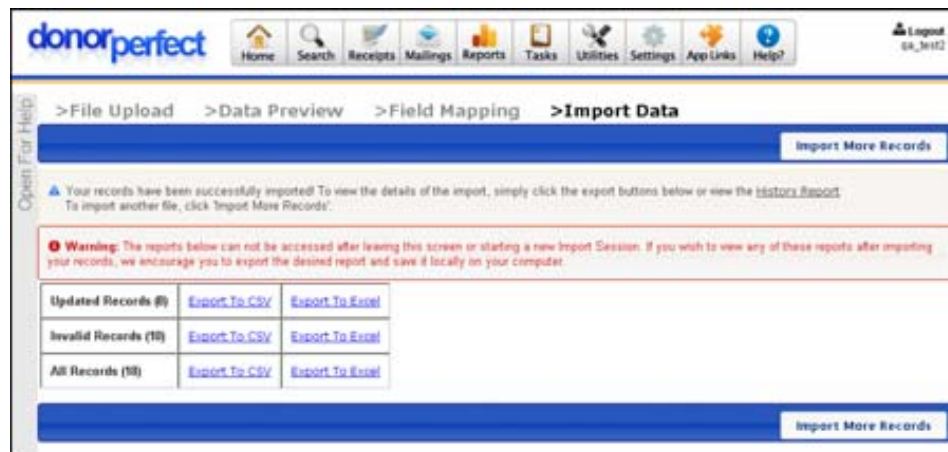 donorperfect
Home Search Receipts Mailings Reports Tasks Utilities Settings App Links Help?
Logout
qa_test2
Open For Help
>File Upload >Data Preview >Field Mapping >Import Data
Import More Records
Your records have been successfully imported! To view the details of the import, simply click the export buttons below or view the History Report.
To import another file, click 'Import More Records'.
Warning: The reports below can not be accessed after leaving this screen or starting a new Import Session. If you wish to view any of these reports after importing
your records, we encourage you to export the desired report and save it locally on your computer.
Updated Records Export To CSV Export To Excel
Invalid Records (10) Export To CSV Export To Excel
All Records Export To CSV Export To Excel
Import More Records